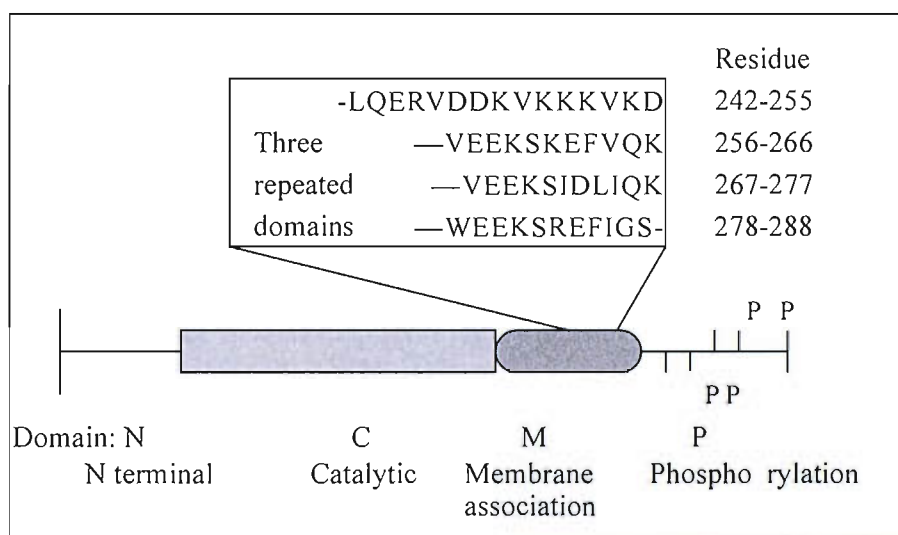 Residue
-LQERVDDKVKKKVKD 242-255
Three —VEEKSKEFVQK 256-266
repeated —VEEKSIDLIQK 267-277
domains —WEEKSREFIGS- 278-288
P P
P P
Domain: N C M P
N terminal Catalytic Membrane Phospho rylation
association